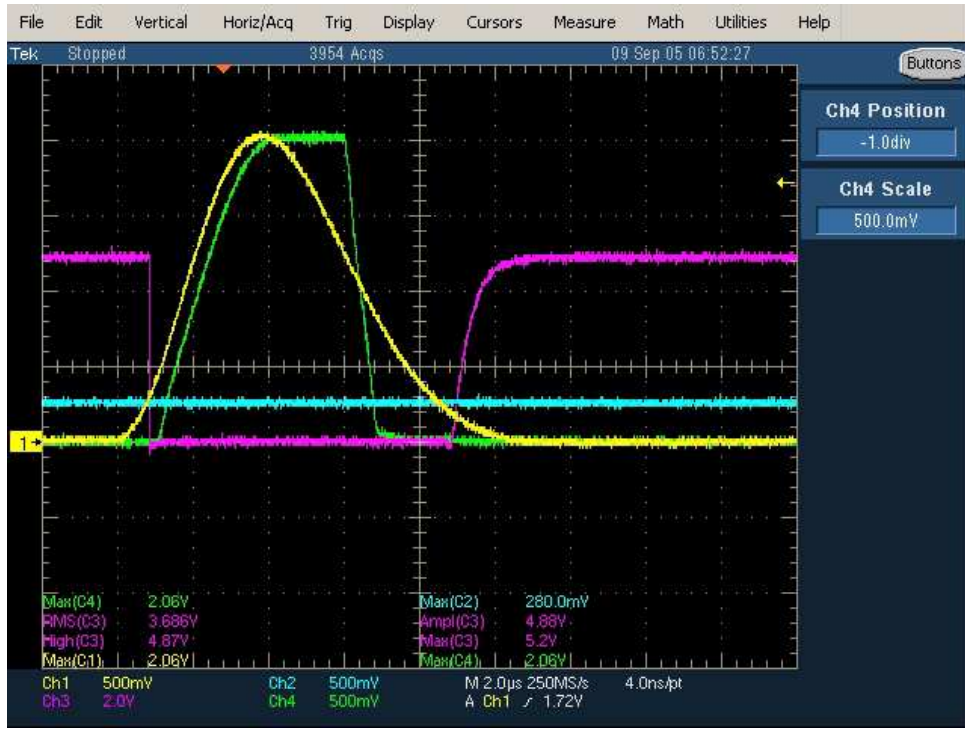 File Edit Vertical Horiz/Acq Trig Display Cursors Measure Math Utilities Help
Tek Stopped 3954 Acqs 09 Sep 05 06:52:27
Buttons
Ch4 Position
-1.0div
Ch4 Scale
500.0mV
1
Max(C4) 2.06V Max(C2) 280.0mV
RMS(C3) 3.686V Ampl(C3) 4.88V
High(C3) 4.87V Max(C3) 5.2V
Max(C1) 2.06V Max(C4) 2.06V
Ch1 500mV Ch2 500mV M 2.0µs 250MS/s 4.0ns/pt
Ch3 2.0V Ch4 500mV A Ch1 ∕ 1.72V